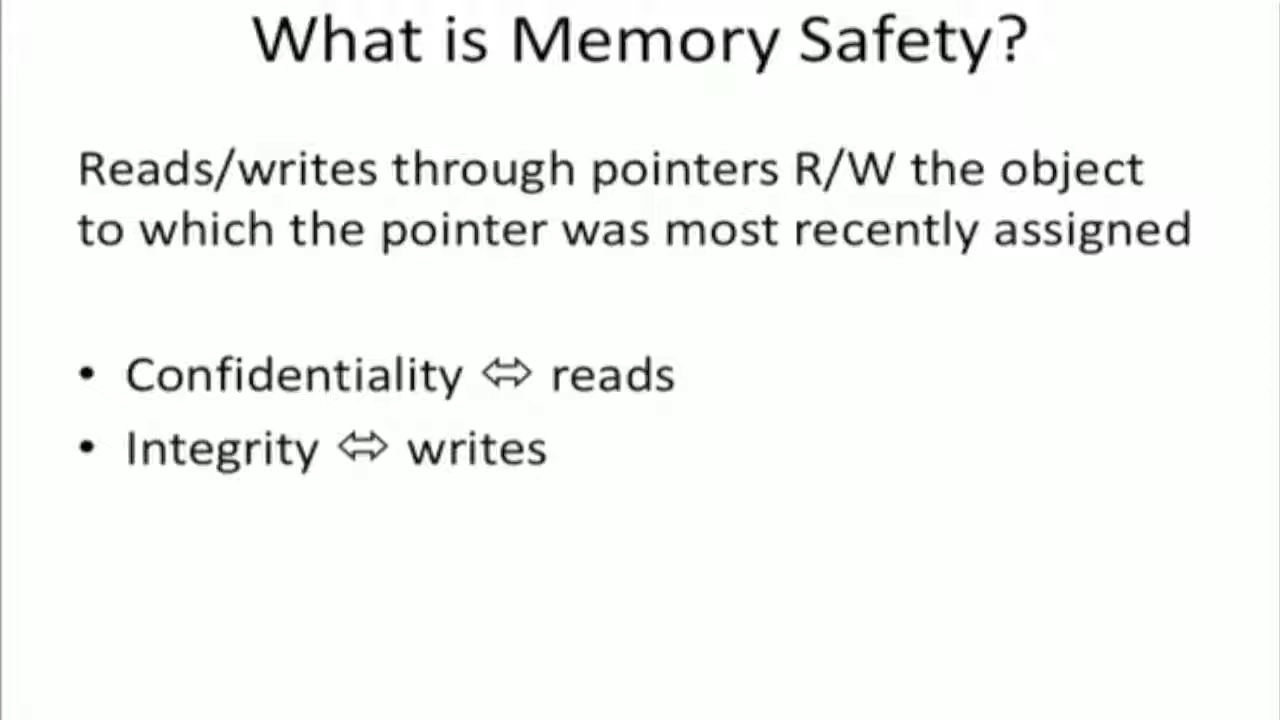 What is Memory Safety?
Reads/writes through pointers R/W the object
to which the pointer was most recently assigned
• Confidentiality ⇔ reads
• Integrity ⇔ writes